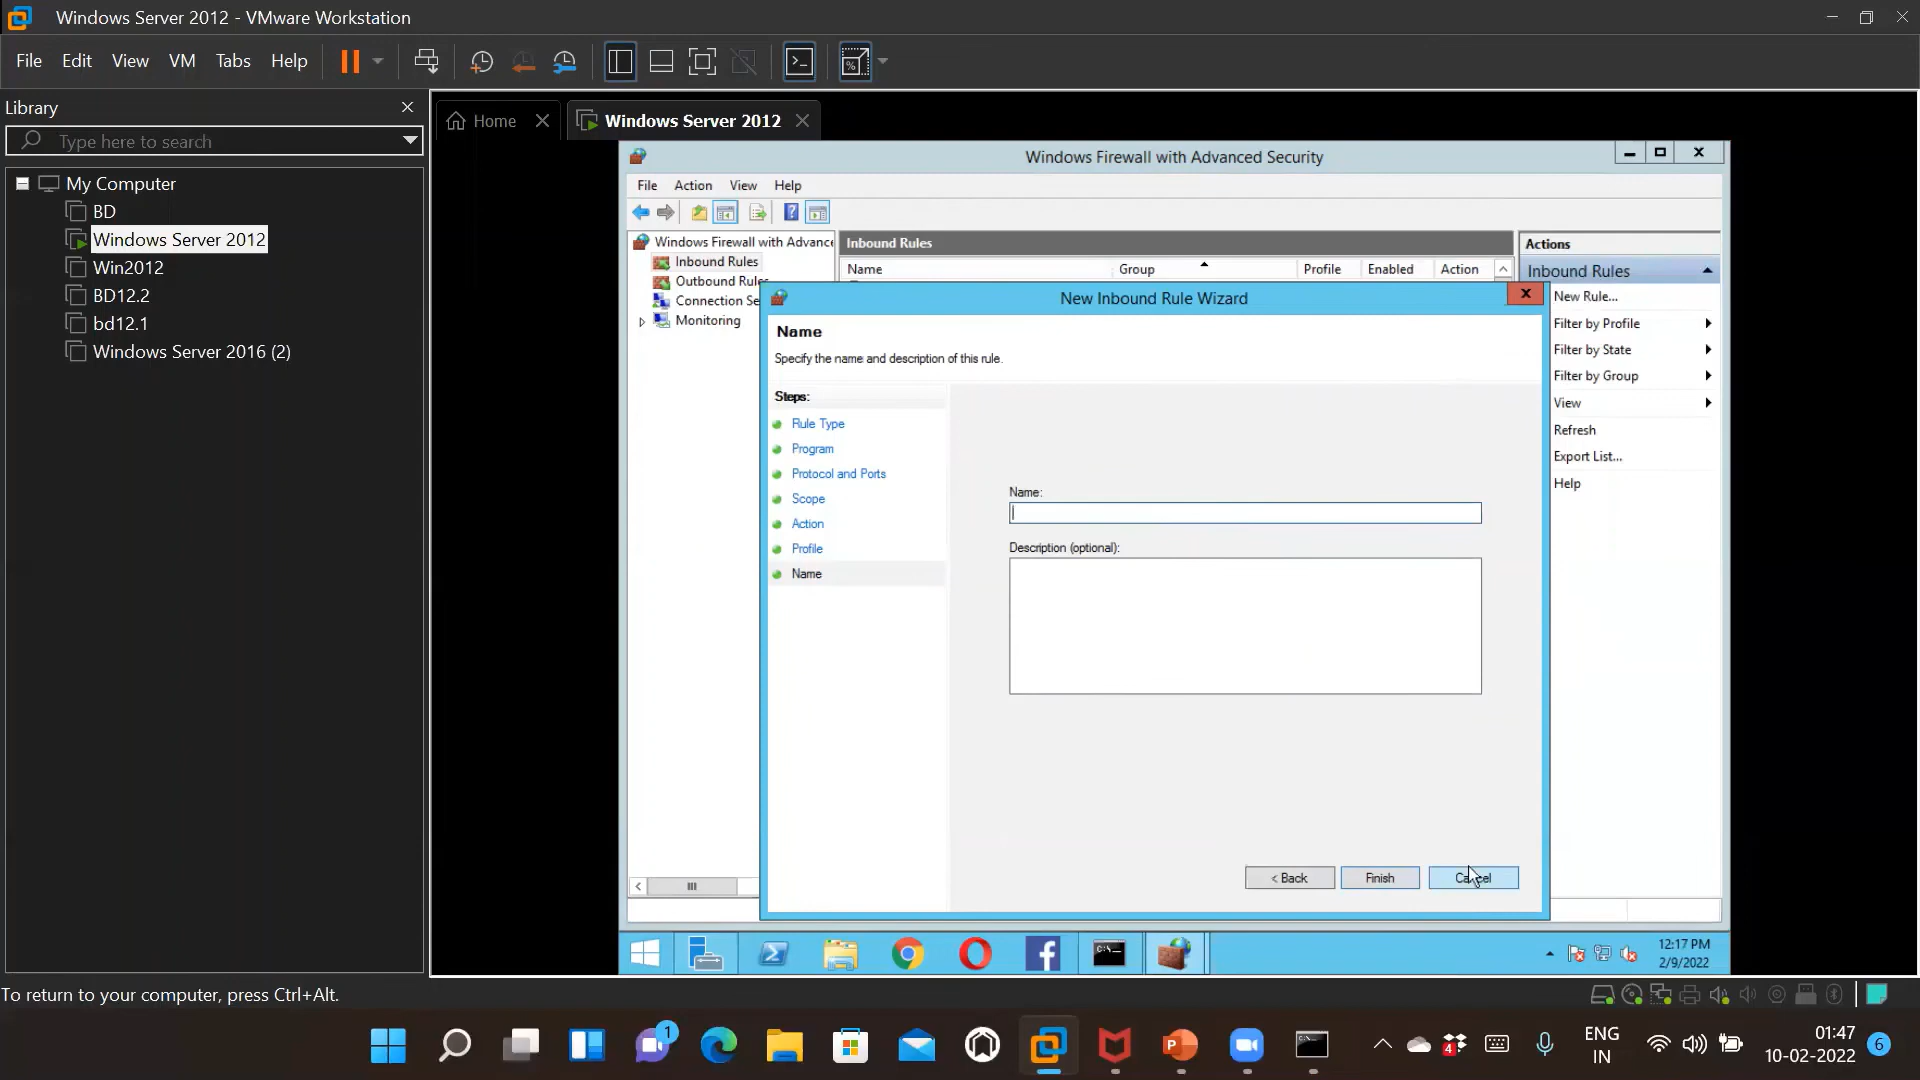 Windows Server 2012 - VMware Workstation
File Edit View VM Tabs Help
Library
Type here to search
My Computer
BD
Windows Server 2012
Win2012
BD12.2
bd12.1
Windows Server 2016 (2)
Home
Windows Server 2012
Windows Firewall with Advanced Security
File Action View Help
Windows Firewall with Advance
Inbound Rules
Outbound Rule
Connection Se
Monitoring
Inbound Rules
Name Group Profile Enabled Action
Actions
Inbound Rules
New Rule...
Filter by Profile
Filter by State
Filter by Group
View
Refresh
Export List...
Help
New Inbound Rule Wizard
Name
Specify the name and description of this rule.
Steps:
Rule Type
Program
Protocol and Ports
Scope
Action
Profile
Name
Name:
Description (optional):
< Back Finish Cancel
12:17 PM
2/9/2022
To return to your computer, press Ctrl+Alt.
1
4
ENG
IN
01:47
10-02-2022
6